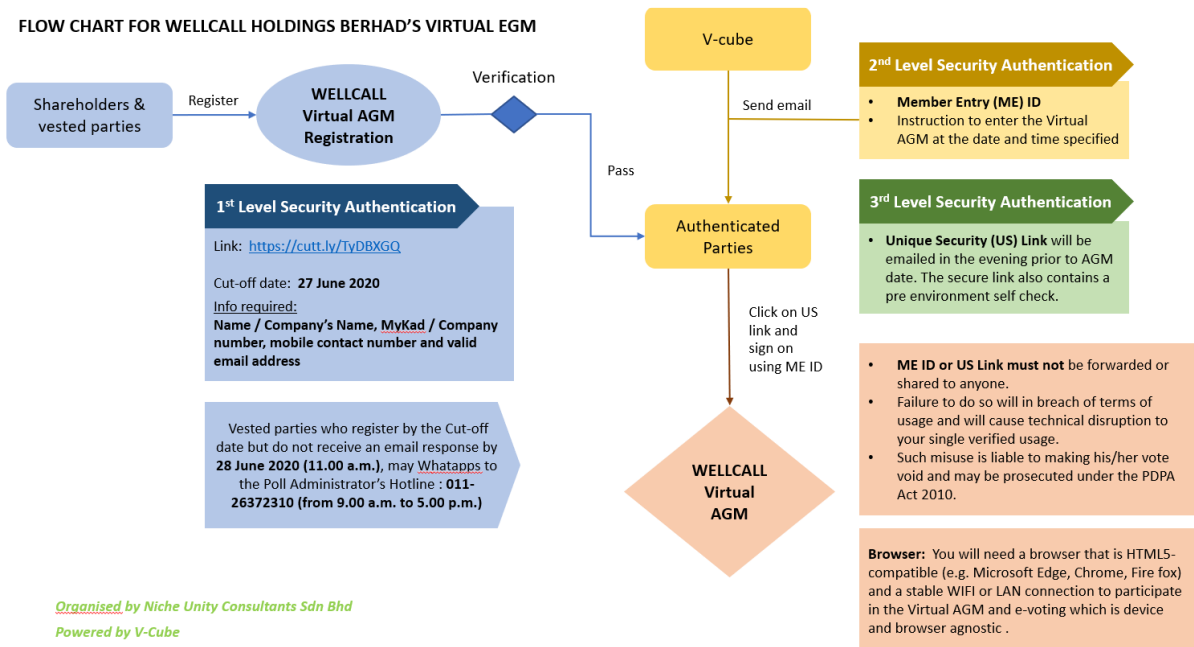 FLOW CHART FOR WELLCALL HOLDINGS BERHAD'S VIRTUAL EGM
Shareholders &
vested parties
Register
WELLCALL
Virtual AGM
Registration
Verification
Pass
V-cube
Send email
2nd Level Security Authentication
• Member Entry (ME) ID
• Instruction to enter the Virtual
AGM at the date and time specified
1st Level Security Authentication
Link: https://cutt.ly/TyDBXGQ
Cut-off date: 27 June 2020
Info required:
Name / Company's Name, MyKad / Company
number, mobile contact number and valid
email address
Authenticated
Parties
3rd Level Security Authentication
• Unique Security (US) Link will be
emailed in the evening prior to AGM
date. The secure link also contains a
pre environment self check.
Click on US
link and
sign on
using ME ID
Vested parties who register by the Cut-off
date but do not receive an email response by
28 June 2020 (11.00 a.m.), may Whatapps to
the Poll Administrator's Hotline : 011-
26372310 (from 9.00 a.m. to 5.00 p.m.)
WELLCALL
Virtual
AGM
• ME ID or US Link must not be forwarded or
shared to anyone.
• Failure to do so will in breach of terms of
usage and will cause technical disruption to
your single verified usage.
• Such misuse is liable to making his/her vote
void and may be prosecuted under the PDPA
Act 2010.
Browser: You will need a browser that is HTML5-
compatible (e.g. Microsoft Edge, Chrome, Fire fox)
and a stable WIFI or LAN connection to participate
in the Virtual AGM and e-voting which is device
and browser agnostic .
Organised by Niche Unity Consultants Sdn Bhd
Powered by V-Cube